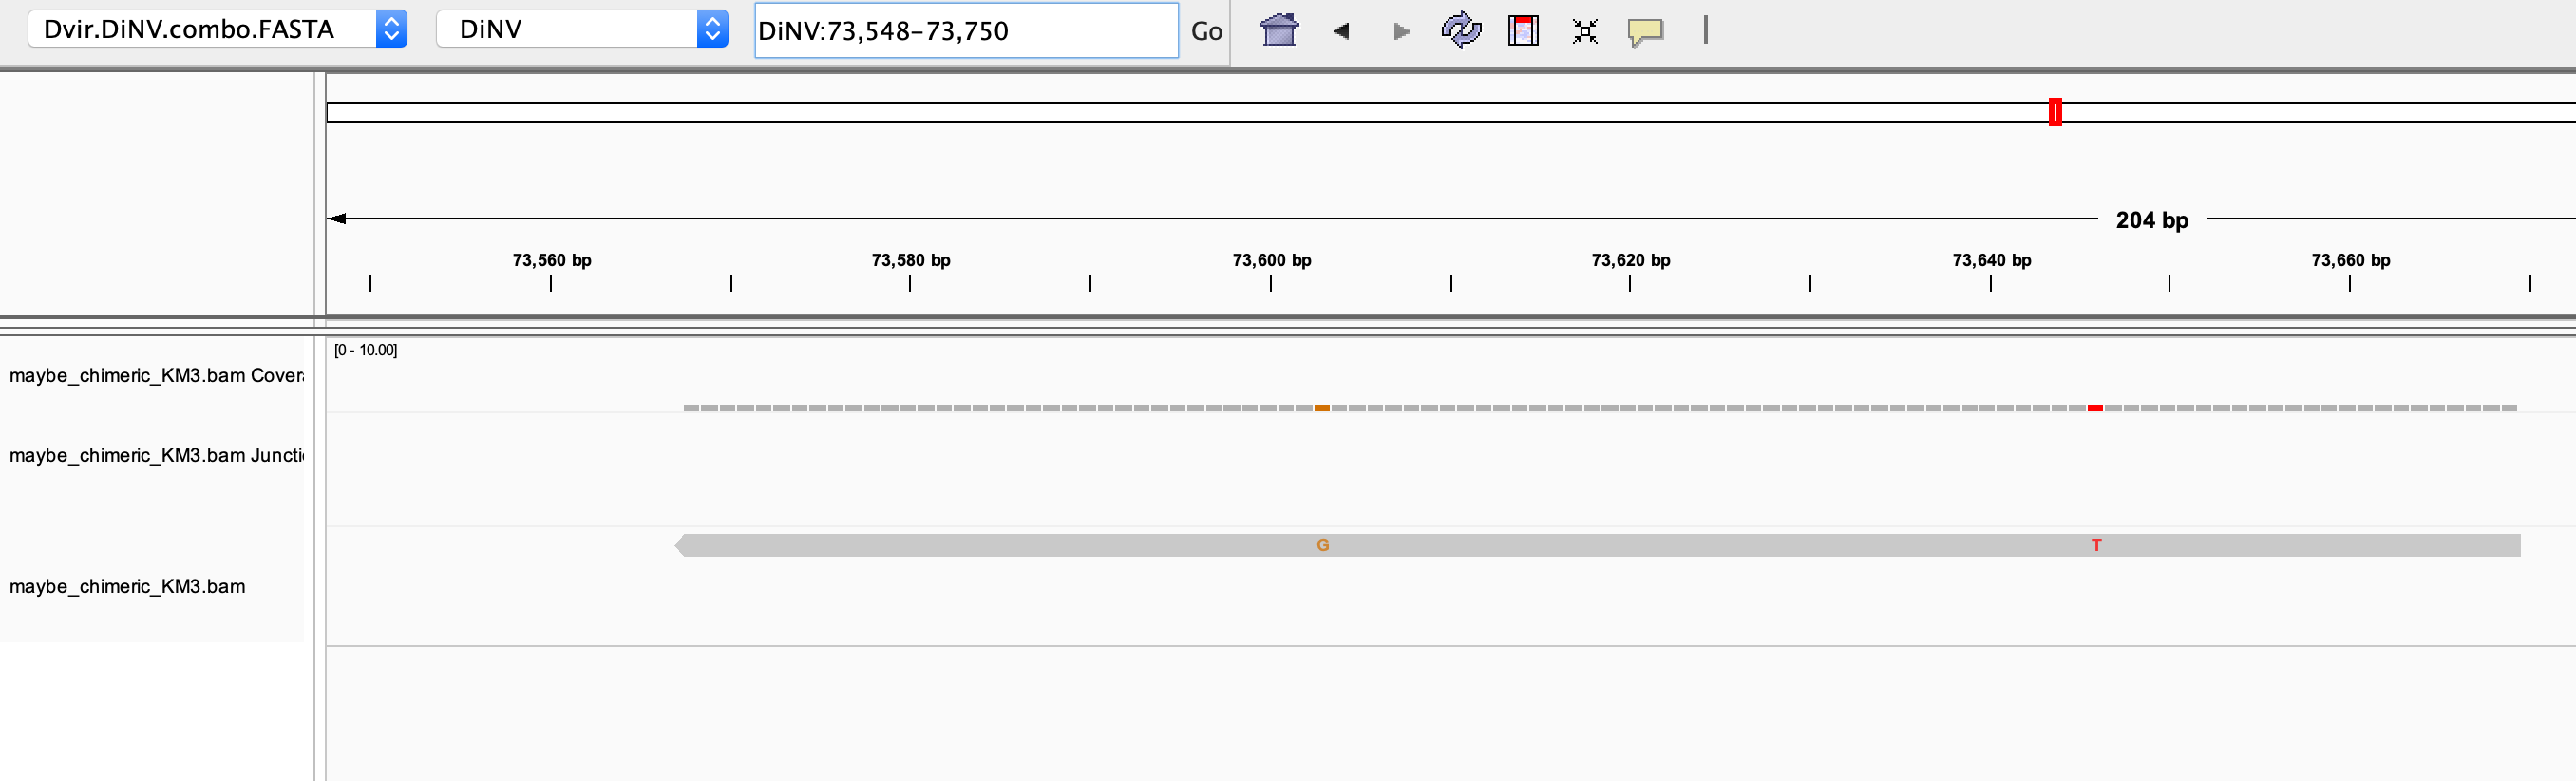 Dvir.DiNV.combo.FASTA DiNV DiNV:73,548-73,750 Go
204 bp
73,560 bp 73,580 bp 73,600 bp 73,620 bp 73,640 bp 73,660 bp
[0 - 10.00]
maybe_chimeric_KM3.bam Cover
maybe_chimeric_KM3.bam Juncti
G T
maybe_chimeric_KM3.bam